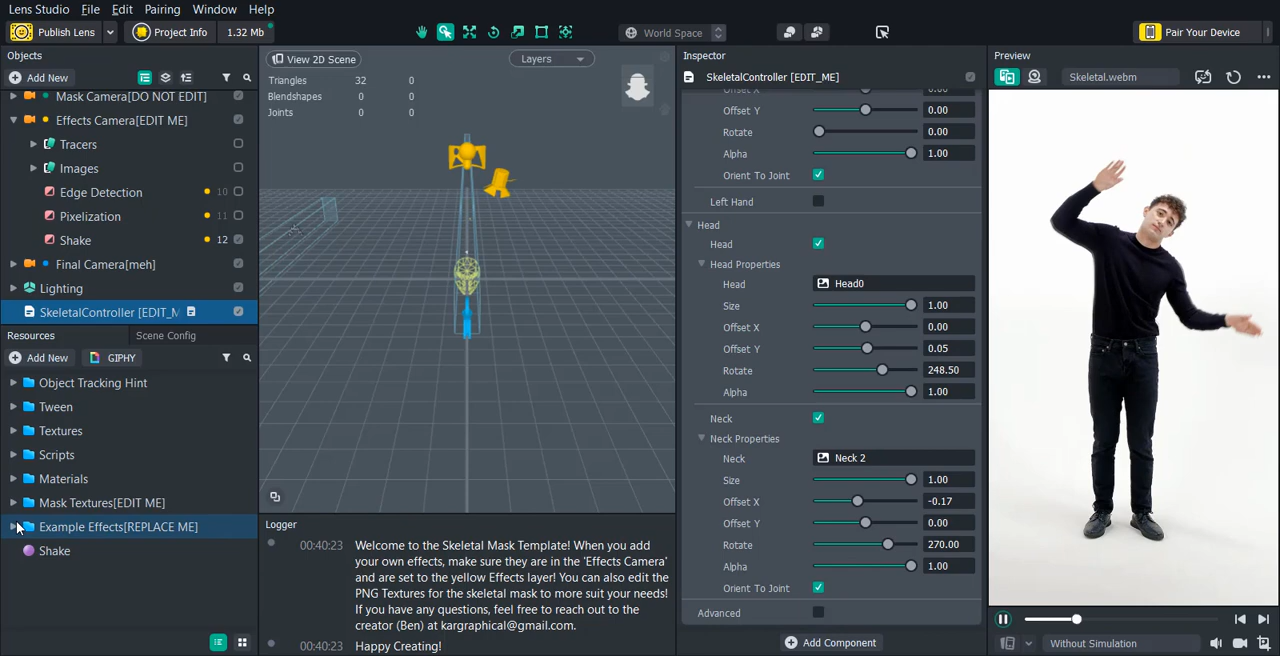 Lens Studio File Edit Pairing Window Help
Publish Lens Project Info 1.32 Mb World Space Pair Your Device
Objects
Add New
Mask Camera[DO NOT EDIT]
Effects Camera[EDIT ME]
Tracers
Images
Edge Detection 10
Pixelization 11
Shake 12
Final Camera[meh]
Lighting
SkeletalController [EDIT_M
Resources Scene Config
Add New GIPHY
Object Tracking Hint
Tween
Textures
Scripts
Materials
Mask Textures[EDIT ME]
Example Effects[REPLACE ME]
Shake
View 2D Scene Layers
Triangles 32 0
Blendshapes 0 0
Joints 0 0
Logger
00:40:23 Welcome to the Skeletal Mask Template! When you add
your own effects, make sure they are in the 'Effects Camera'
and are set to the yellow Effects layer! You can also edit the
PNG Textures for the skeletal mask to more suit your needs!
If you have any questions, feel free to reach out to the
creator (Ben) at kargraphical@gmail.com.
00:40:23 Happy Creating!
Inspector
SkeletalController [EDIT_ME]
Offset X 0.00
Offset Y 0.00
Rotate 0.00
Alpha 1.00
Orient To Joint
Left Hand
Head
Head
Head Properties
Head Head0
Size 1.00
Offset X 0.00
Offset Y 0.05
Rotate 248.50
Alpha 1.00
Neck
Neck Properties
Neck Neck 2
Size 1.00
Offset X -0.17
Offset Y 0.00
Rotate 270.00
Alpha 1.00
Orient To Joint
Advanced
Add Component
Preview
Skeletal.webm
Without Simulation